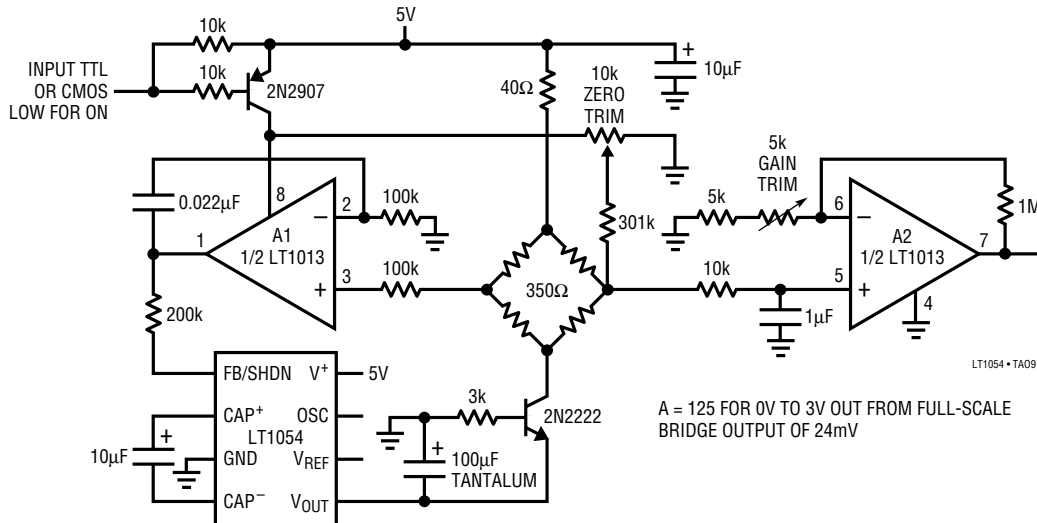 5V
10k
10k
INPUT TTL
OR CMOS
LOW FOR ON
2N2907
40Ω
10k
ZERO
TRIM
+
10µF
5k
GAIN
TRIM
0.022µF
8
2
100k
–
A1
1/2 LT1013
1
3
+
100k
301k
5k
6
–
A2
1/2 LT1013
7
1M
350Ω
10k
5
+
4
1µF
200k
LT1054 • TA09
FB/SHDN
V+
5V
CAP+
OSC
LT1054
GND
VREF
CAP–
VOUT
+
10µF
3k
2N2222
+
100µF
TANTALUM
A = 125 FOR 0V TO 3V OUT FROM FULL-SCALE
BRIDGE OUTPUT OF 24mV